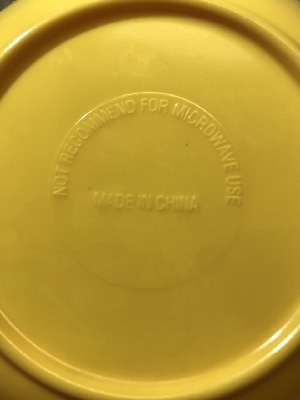 NOT RECOMMEND FOR MICROWAVE USE
MADE IN CHINA